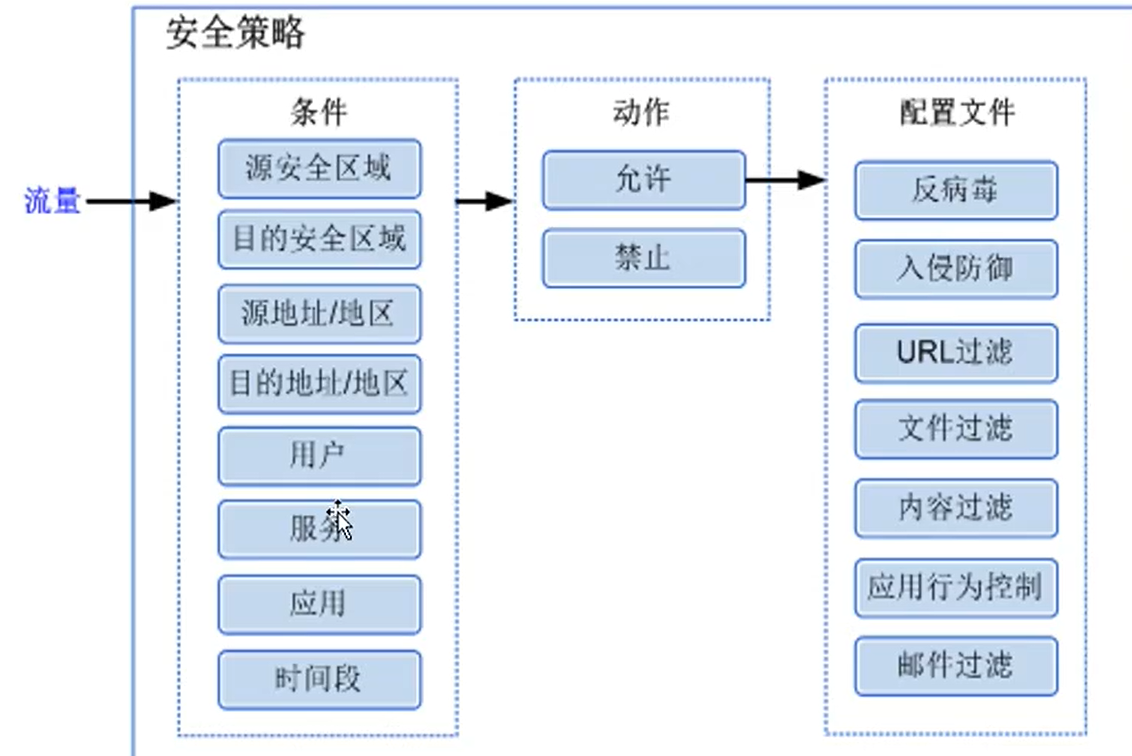 安全策略
流量
条件
源安全区域
目的安全区域
源地址/地区
目的地址/地区
用户
服务
应用
时间段
动作
允许
禁止
配置文件
反病毒
入侵防御
URL过滤
文件过滤
内容过滤
应用行为控制
邮件过滤